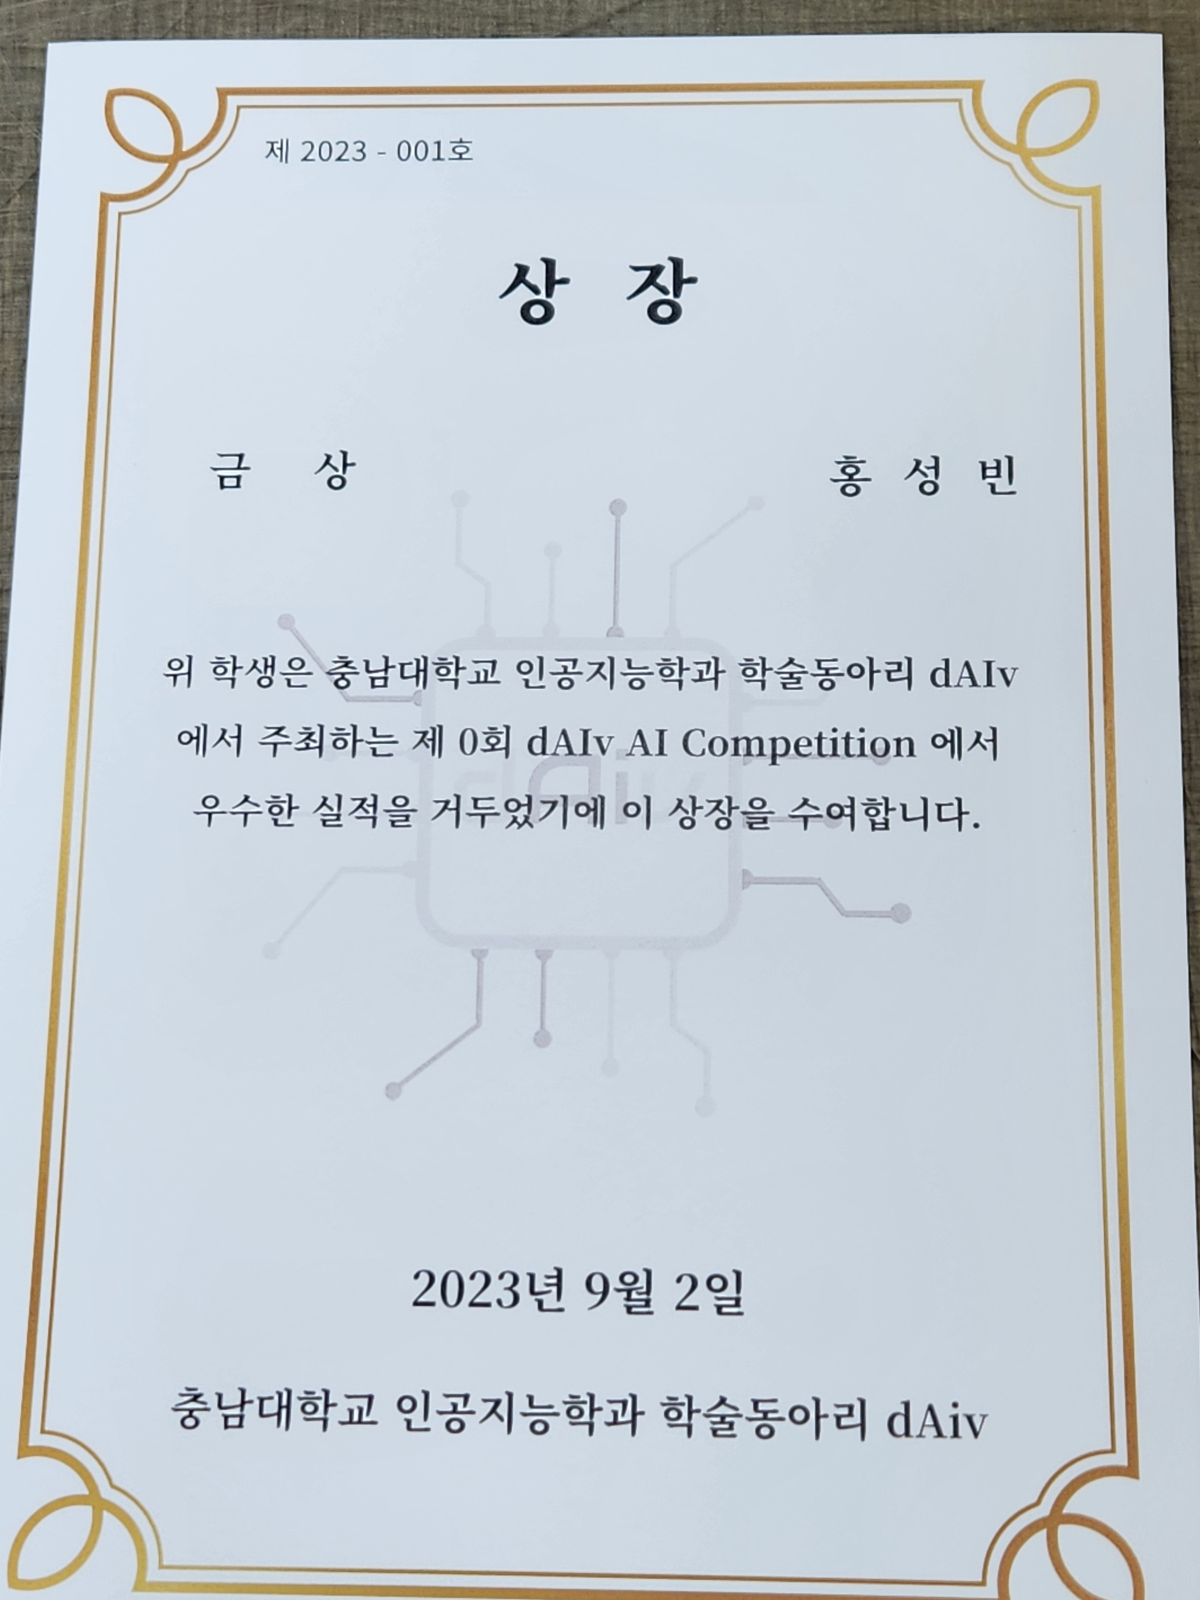 제 2023 - 001호
상 장
금 상 홍 성 빈
위 학생은 충남대학교 인공지능학과 학술동아리 dAIv
에서 주최하는 제 0회 dAIv AI Competition 에서
우수한 실적을 거두었기에 이 상장을 수여합니다.
dAiv
2023년 9월 2일
충남대학교 인공지능학과 학술동아리 dAiv